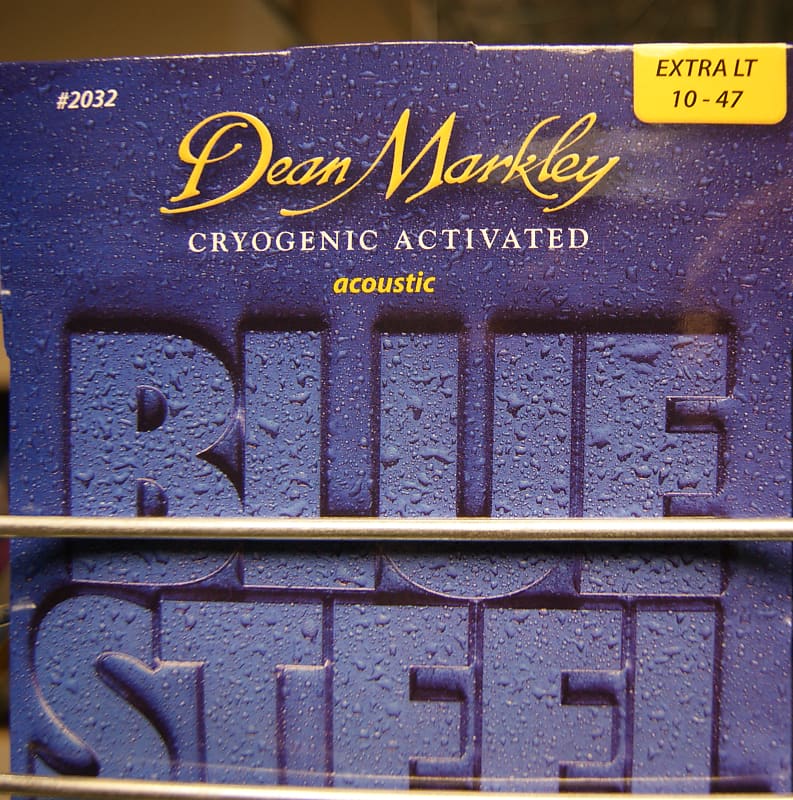 #2032
EXTRA LT
10 - 47
Dean Markley
CRYOGENIC ACTIVATED
acoustic
BLUE
STEEL